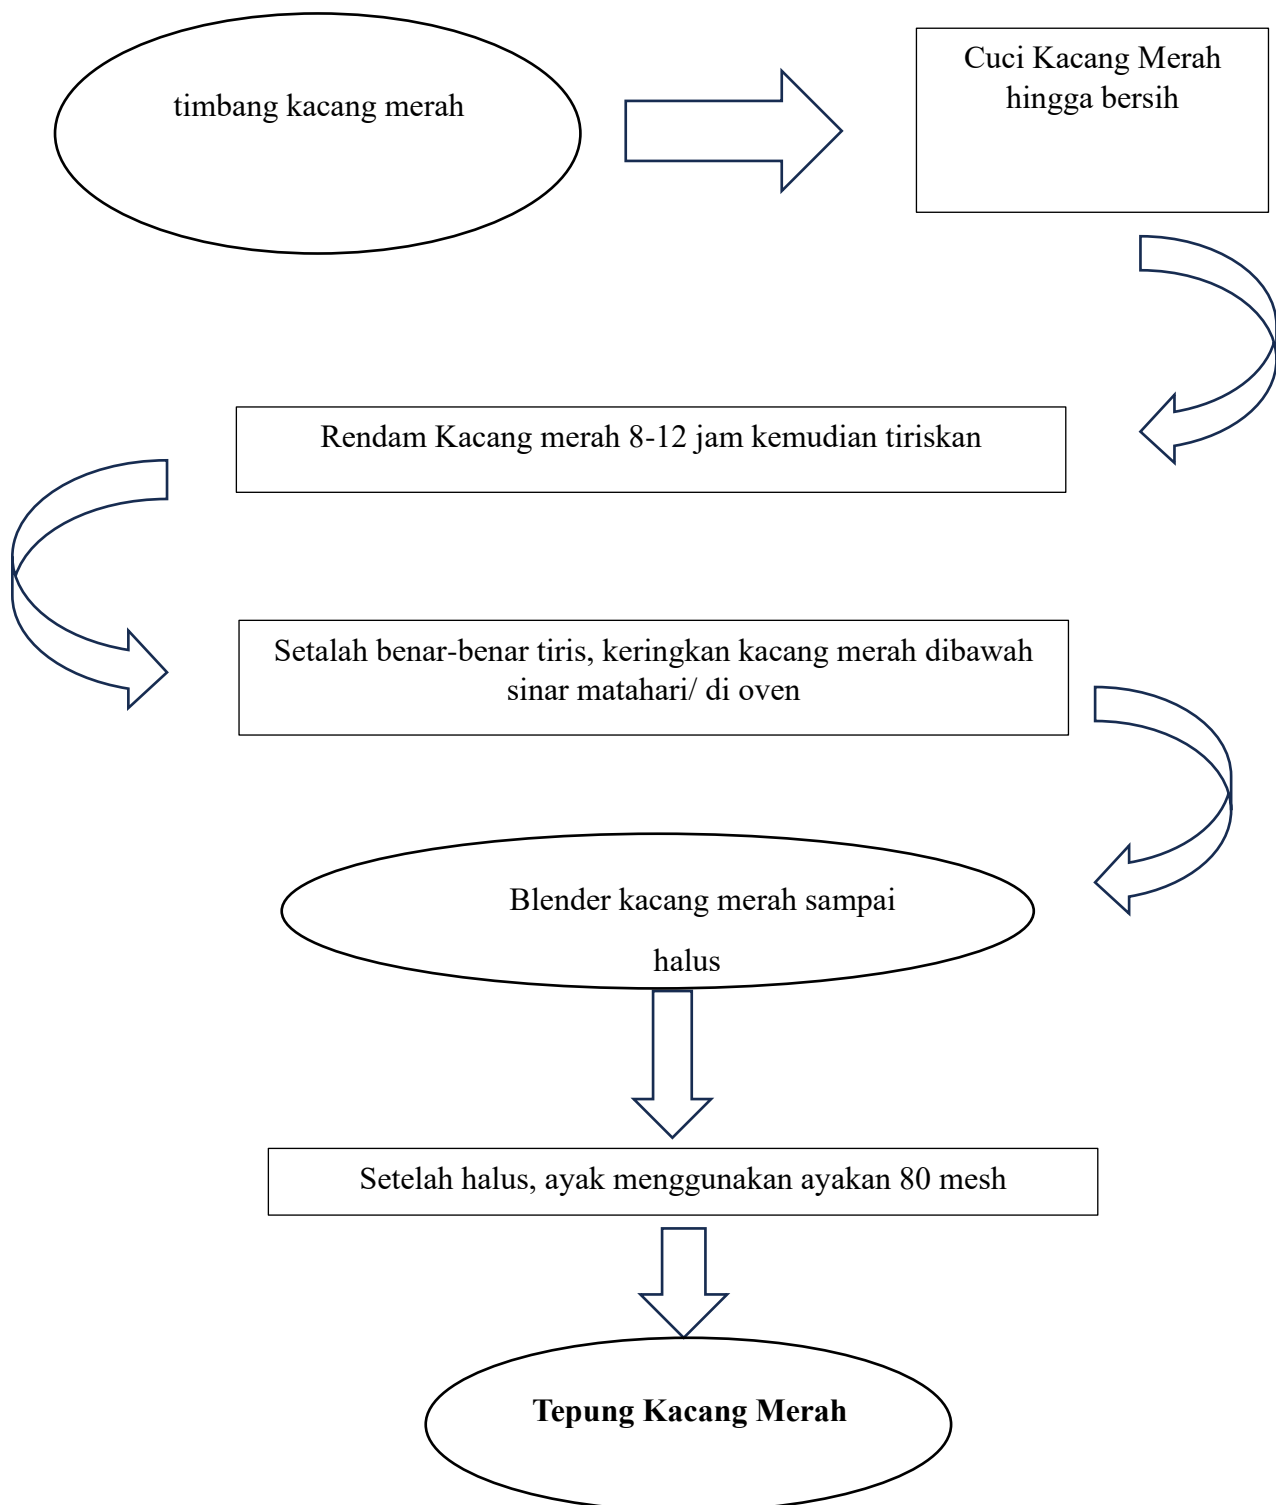 timbang kacang merah
Cuci Kacang Merah
hingga bersih
Rendam Kacang merah 8-12 jam kemudian tiriskan
Setalah benar-benar tiris, keringkan kacang merah dibawah
sinar matahari/ di oven
Blender kacang merah sampai
halus
Setelah halus, ayak menggunakan ayakan 80 mesh
Tepung Kacang Merah